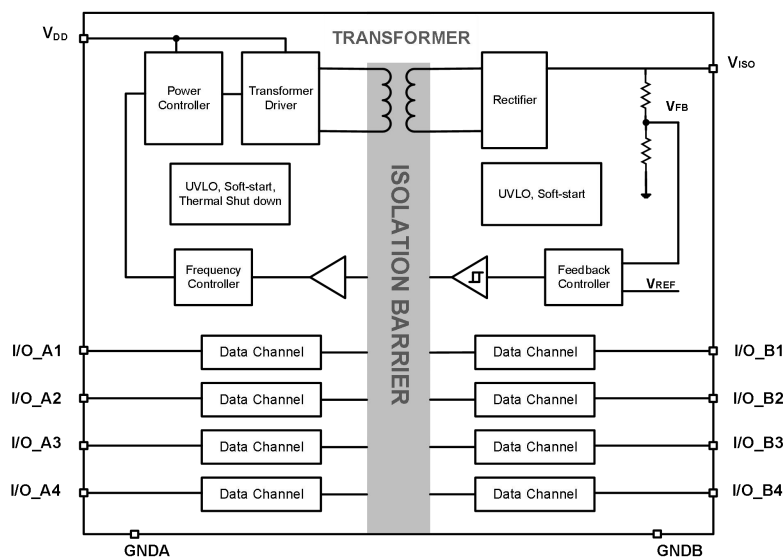 VDD
TRANSFORMER
Power
Controller
Transformer
Driver
Rectifier
VISO
VFB
UVLO, Soft-start,
Thermal Shut down
UVLO, Soft-start
ISOLATION BARRIER
Frequency
Controller
Feedback
Controller
VREF
I/O_A1
Data Channel
Data Channel
I/O_B1
I/O_A2
Data Channel
Data Channel
I/O_B2
I/O_A3
Data Channel
Data Channel
I/O_B3
I/O_A4
Data Channel
Data Channel
I/O_B4
GNDA
GNDB